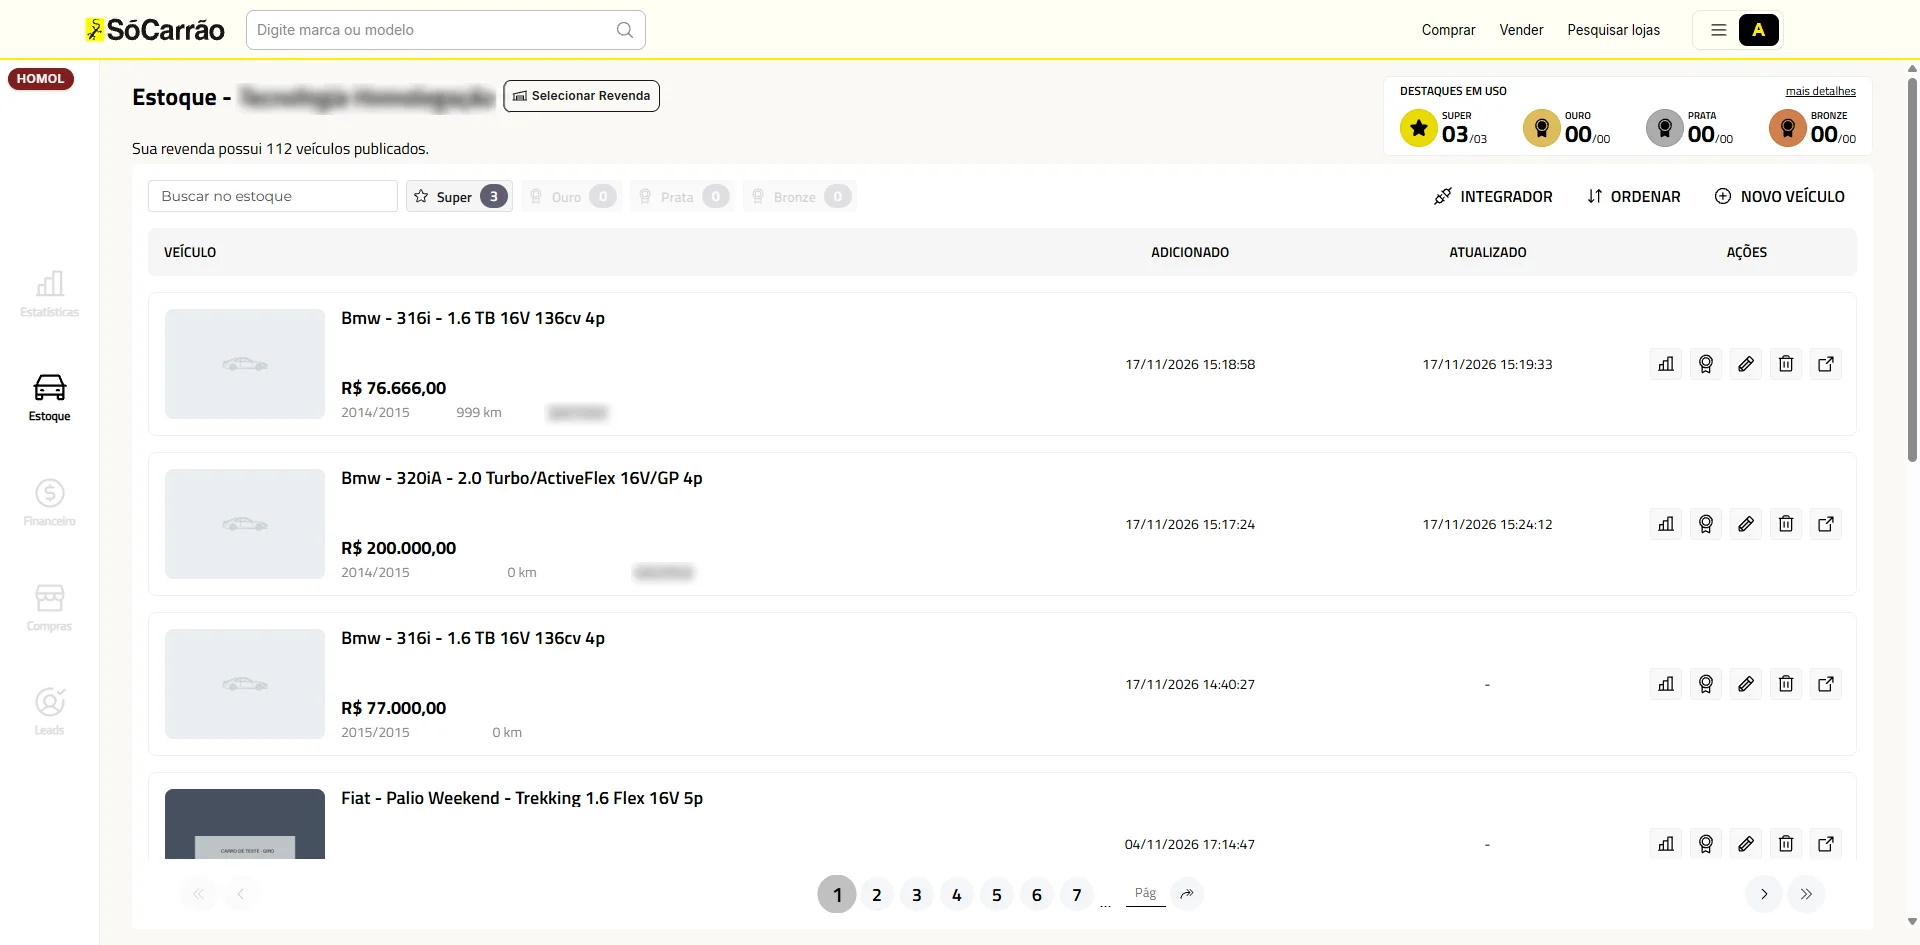 SóCarrão
Digite marca ou modelo
Comprar
Vender
Pesquisar lojas
A
HOMOL
Estoque -
Selecionar Revenda
Sua revenda possui 112 veículos publicados.
DESTAQUES EM USO
mais detalhes
SUPER
03/03
OURO
00/00
PRATA
00/00
BRONZE
00/00
Buscar no estoque
Super 3
Ouro 0
Prata 0
Bronze 0
INTEGRADOR
ORDENAR
NOVO VEÍCULO
Estatísticas
Estoque
Financeiro
Compras
Leads
VEÍCULO
ADICIONADO
ATUALIZADO
AÇÕES
Bmw - 316i - 1.6 TB 16V 136cv 4p
R$ 76.666,00
2014/2015 999 km
17/11/2026 15:18:58
17/11/2026 15:19:33
Bmw - 320iA - 2.0 Turbo/ActiveFlex 16V/GP 4p
R$ 200.000,00
2014/2015 0 km
17/11/2026 15:17:24
17/11/2026 15:24:12
Bmw - 316i - 1.6 TB 16V 136cv 4p
R$ 77.000,00
2015/2015 0 km
17/11/2026 14:40:27
-
Fiat - Palio Weekend - Trekking 1.6 Flex 16V 5p
CARRO DE TESTE - GIRO
04/11/2026 17:14:47
-
1 2 3 4 5 6 7 ... Pág